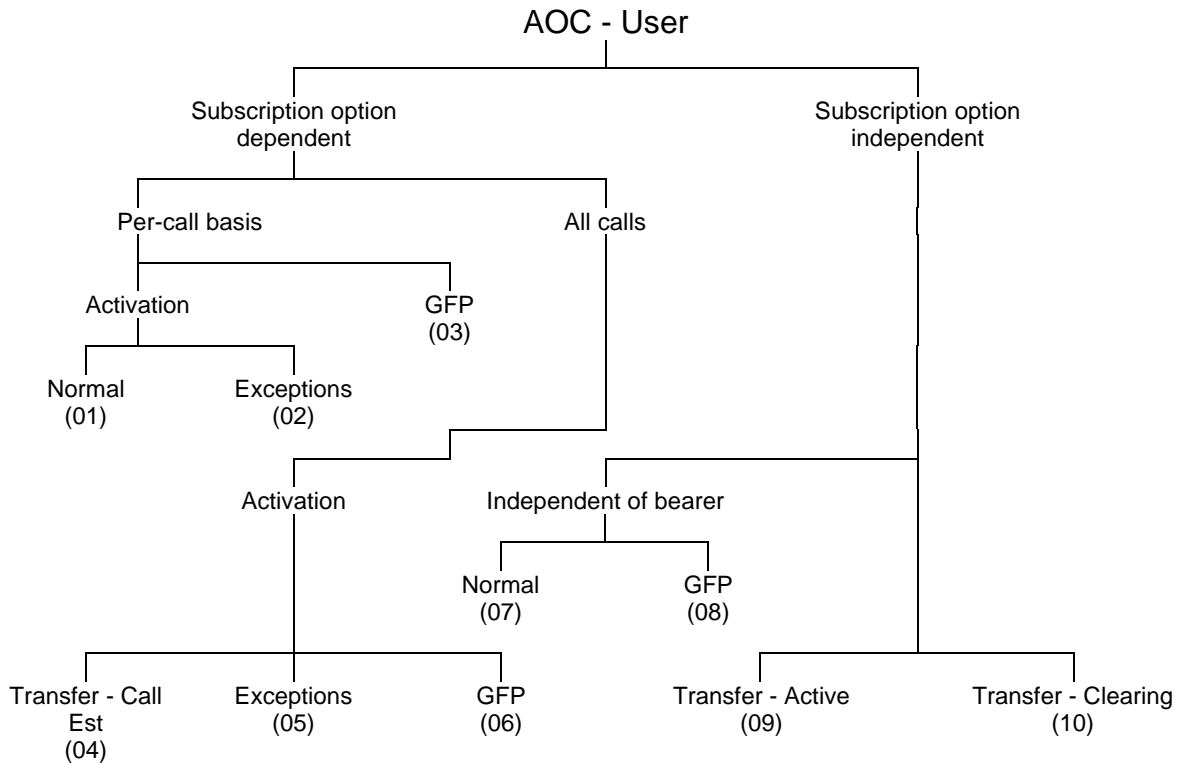 AOC - User
Subscription option
dependent
Subscription option
independent
Per-call basis
All calls
Activation
GFP
(03)
Normal
(01)
Exceptions
(02)
Activation
Independent of bearer
Normal
(07)
GFP
(08)
Transfer - Call
Est
(04)
Exceptions
(05)
GFP
(06)
Transfer - Active
(09)
Transfer - Clearing
(10)